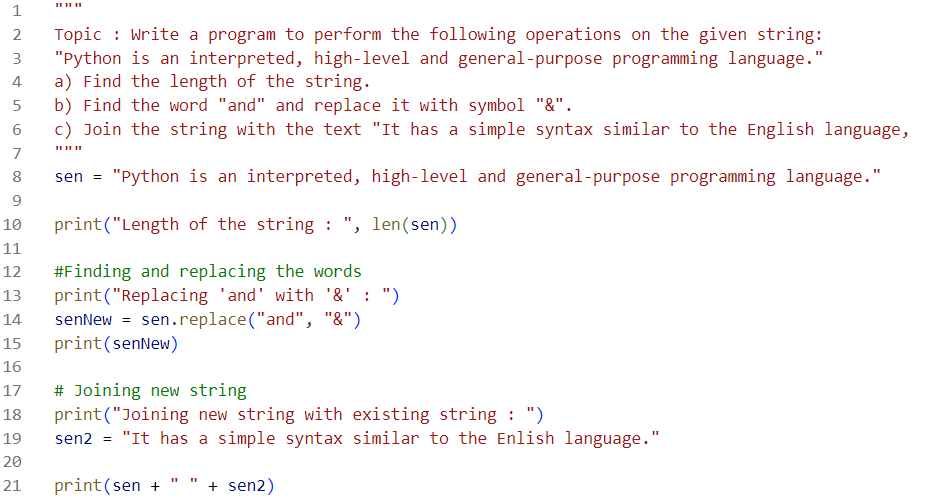 1 """
2 Topic : Write a program to perform the following operations on the given string:
3 "Python is an interpreted, high-level and general-purpose programming language."
4 a) Find the length of the string.
5 b) Find the word "and" and replace it with symbol "&".
6 c) Join the string with the text "It has a simple syntax similar to the English language,
7 """
8 sen = "Python is an interpreted, high-level and general-purpose programming language."
9
10 print("Length of the string : ", len(sen))
11
12 #Finding and replacing the words
13 print("Replacing 'and' with '&' : ")
14 senNew = sen.replace("and", "&")
15 print(senNew)
16
17 # Joining new string
18 print("Joining new string with existing string : ")
19 sen2 = "It has a simple syntax similar to the Enlish language."
20
21 print(sen + " " + sen2)